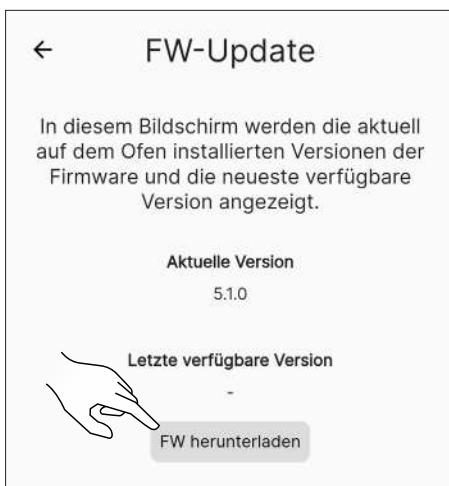 ←
FW-Update
In diesem Bildschirm werden die aktuell
auf dem Ofen installierten Versionen der
Firmware und die neueste verfügbare
Version angezeigt.
Aktuelle Version
5.1.0
Letzte verfügbare Version
-
FW herunterladen